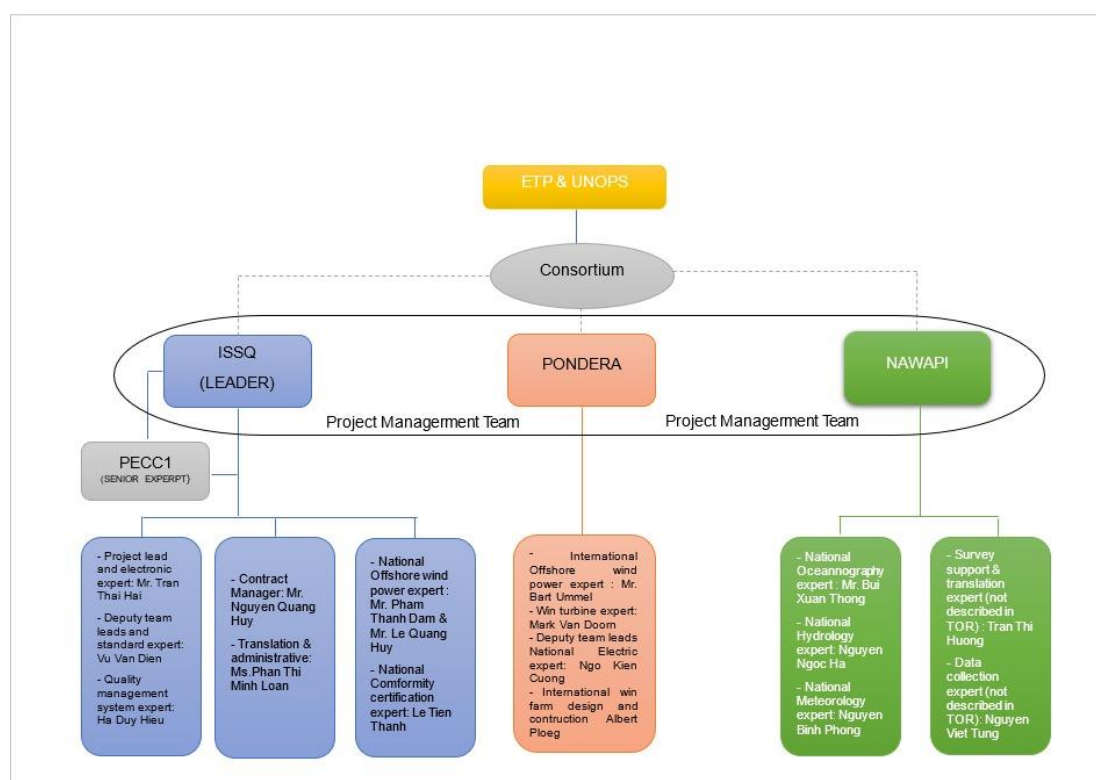 ETP & UNOPS
Consortium
ISSQ
(LEADER)
PONDERA
NAWAPI
Project Managerment Team
Project Managerment Team
PECC1
(SENIOR EXPERPT)
- Project lead
and electronic
expert: Mr. Tran
Thai Hai
- Deputy team
leads and
standard expert:
Vu Van Dien
- Quality
management
system expert:
Ha Duy Hieu
- Contract
Manager: Mr.
Nguyen Quang
Huy
- Translation &
administrative:
Ms.Phan Thi
Minh Loan
- National
Offshore wind
power expert :
Mr. Pham
Thanh Dam &
Mr. Le Quang
Huy
- National
Comformity
certification
expert: Le Tien
Thanh
- International
Offshore wind
power expert : Mr.
Bart Ummel
- Win turbine expert:
Mark Van Doorn
- Deputy team leads
National Electric
expert: Ngo Kien
Cuong
- International win
farm design and
contruction Albert
Ploeg
- National
Oceannography
expert : Mr. Bui
Xuan Thong
- National
Hydrology
expert: Nguyen
Ngoc Ha
- National
Meteorology
expert: Nguyen
Binh Phong
- Survey
support &
translation
expert (not
described in
TOR) : Tran Thi
Huong
- Data
collection
expert (not
described in
TOR): Nguyen
Viet Tung